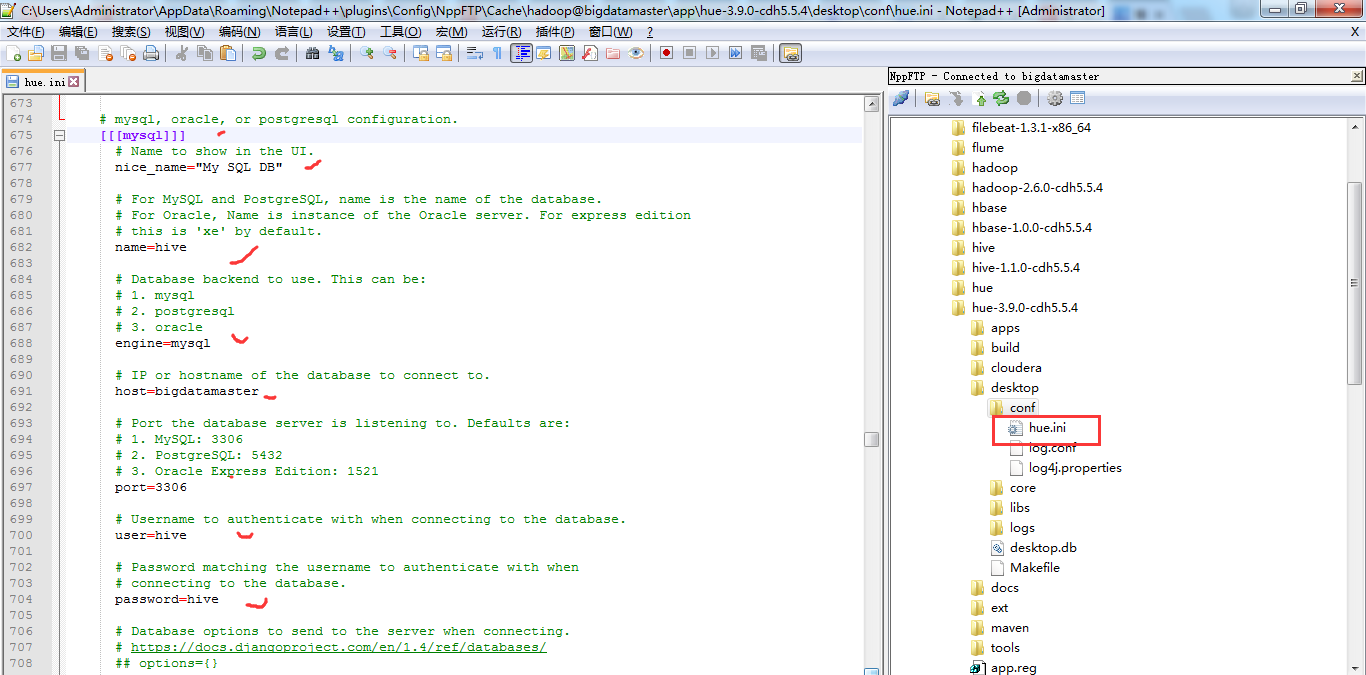 C:\Users\Administrator\AppData\Roaming\Notepad++\plugins\Config\NppFTP\Cache\hadoop@bigdatamaster\app\hue-3.9.0-cdh5.5.4\desktop\conf\hue.ini - Notepad++ [Administrator]
文件(F) 编辑(E) 搜索(S) 视图(V) 编码(N) 语言(L) 设置(T) 工具(O) 宏(M) 运行(R) 插件(P) 窗口(W) ? X
hue.ini
673
674 # mysql, oracle, or postgresql configuration.
675 [[[mysql]]]
676 # Name to show in the UI.
677 nice_name="My SQL DB"
678
679 # For MySQL and PostgreSQL, name is the name of the database.
680 # For Oracle, Name is instance of the Oracle server. For express edition
681 # this is 'xe' by default.
682 name=hive
683
684 # Database backend to use. This can be:
685 # 1. mysql
686 # 2. postgresql
687 # 3. oracle
688 engine=mysql
689
690 # IP or hostname of the database to connect to.
691 host=bigdatamaster
692
693 # Port the database server is listening to. Defaults are:
694 # 1. MySQL: 3306
695 # 2. PostgreSQL: 5432
696 # 3. Oracle Express Edition: 1521
697 port=3306
698
699 # Username to authenticate with when connecting to the database.
700 user=hive
701
702 # Password matching the username to authenticate with when
703 # connecting to the database.
704 password=hive
705
706 # Database options to send to the server when connecting.
707 # https://docs.djangoproject.com/en/1.4/ref/databases/
708 ## options={}
NppFTP - Connected to bigdatamaster
filebeat-1.3.1-x86_64
flume
hadoop
hadoop-2.6.0-cdh5.5.4
hbase
hbase-1.0.0-cdh5.5.4
hive
hive-1.1.0-cdh5.5.4
hue
hue-3.9.0-cdh5.5.4
apps
build
cloudera
desktop
conf
hue.ini
log.conf
log4j.properties
core
libs
logs
desktop.db
Makefile
docs
ext
maven
tools
app.reg